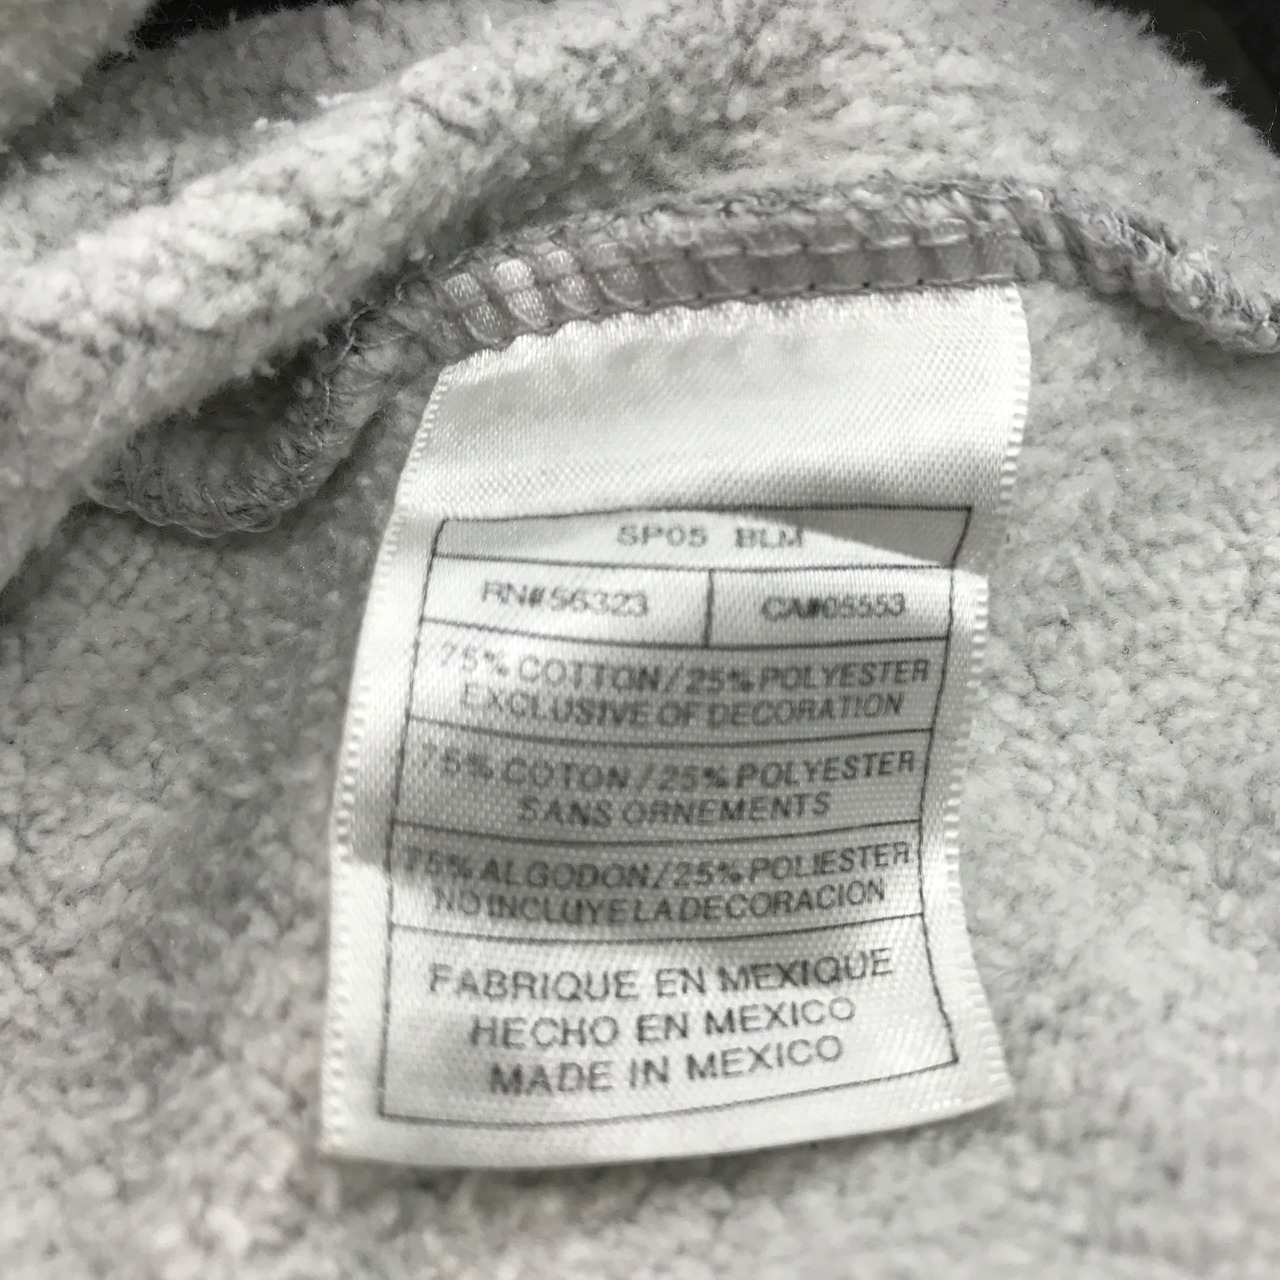 SP05 BLM
RN#56323 CA#05553
75% COTTON/25% POLYESTER
EXCLUSIVE OF DECORATION
75% COTON/25% POLYESTER
SANS ORNEMENTS
75% ALGODON/25% POLIESTER
NO INCLUYE LA DECORACION
FABRIQUE EN MEXIQUE
HECHO EN MEXICO
MADE IN MEXICO